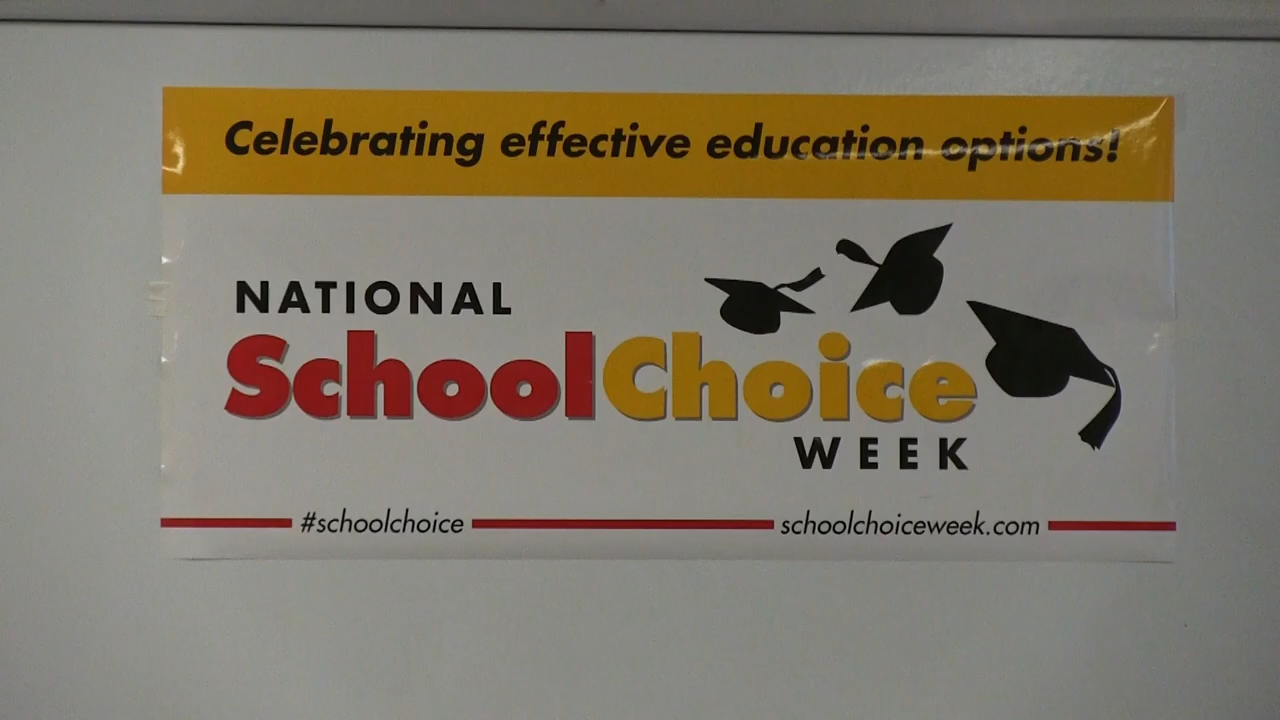 Celebrating effective education options!
NATIONAL
SchoolChoice
WEEK
#schoolchoice schoolchoiceweek.com